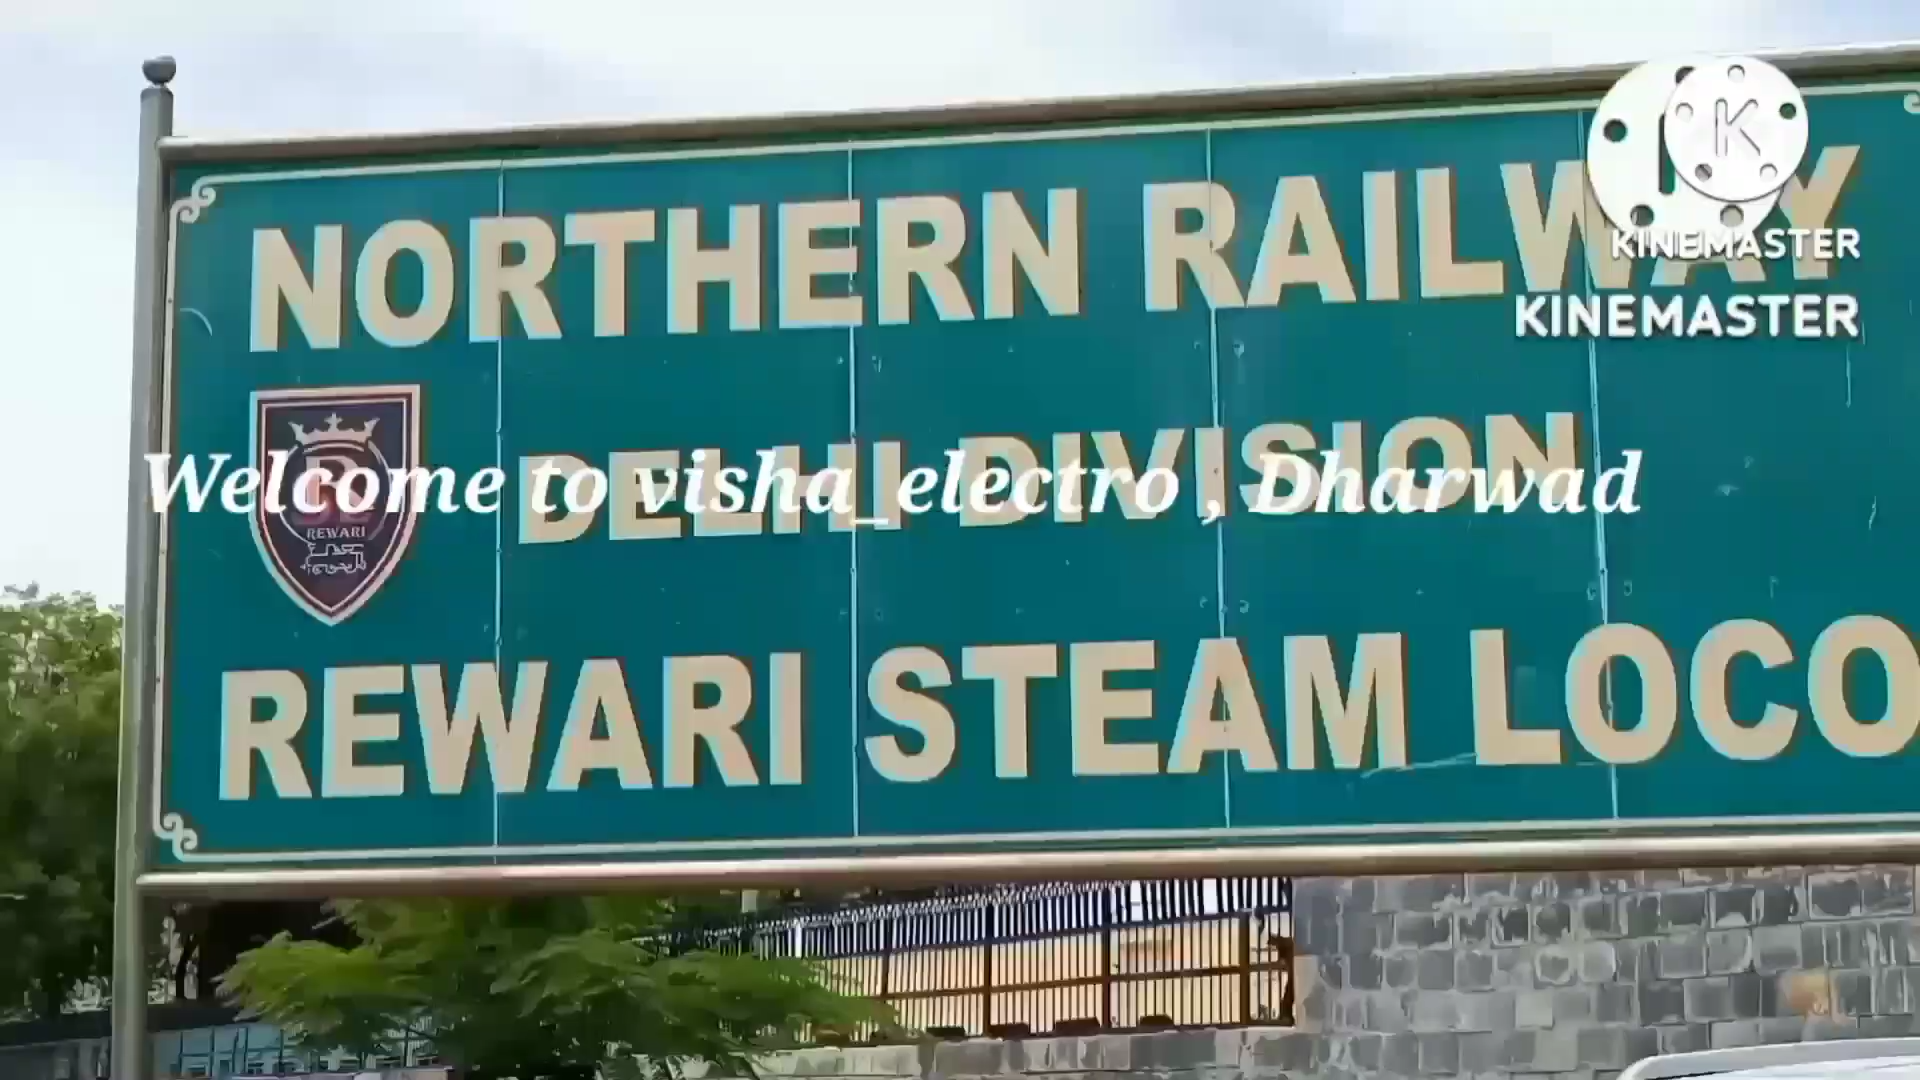 NORTHERN RAILWAY
KINEMASTER
KINEMASTER
DELHI DIVISION
Welcome to visha_electro , Dharwad
REWARI
REWARI STEAM LOCO